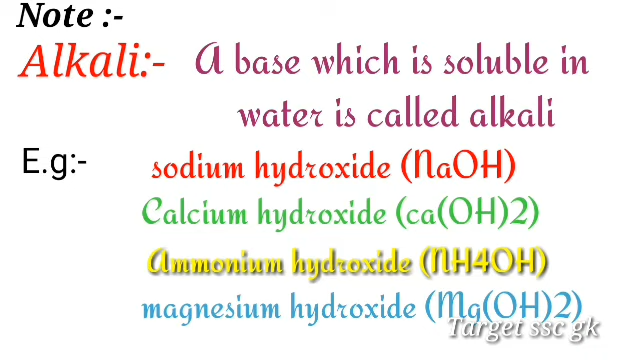 Note :-
Alkali:- A base which is soluble in
water is called alkali
E.g:- sodium hydroxide (NaOH)
Calcium hydroxide (ca(OH)2)
Ammonium hydroxide (NH4OH)
magnesium hydroxide (Mg(OH)2)
Target ssc gk